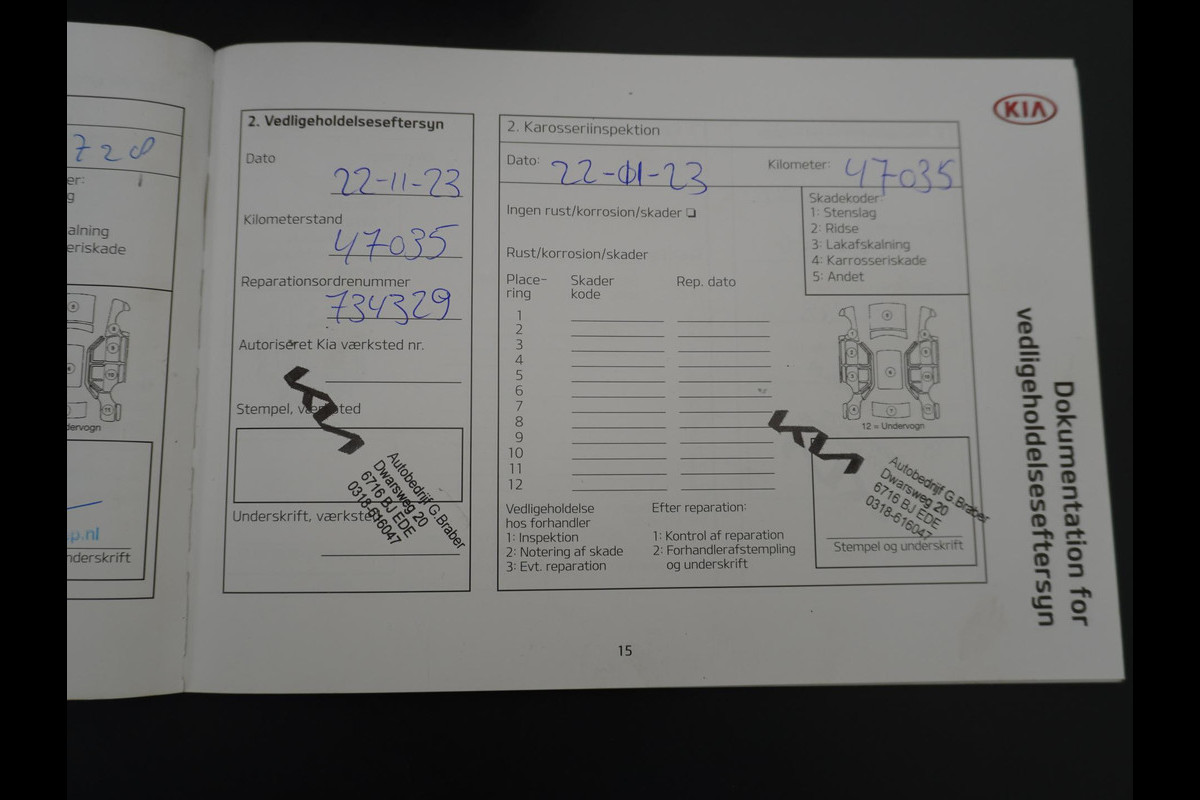 728
er:
g
alning
eriskade
dervogn
p.nl
nderskrift
2. Vedligeholdelseseftersyn
Dato
22-11-23
Kilometerstand
47035
Reparationsordrenummer
734329
Autoriseret Kia værksted nr.
Stempel, værksted
KIA
Autobedrijf G.Braber
Dwarsweg 20
6716 BJ EDE
0318-616047
Underskrift, værksted
2. Karosseriinspektion
Dato: 22-01-23 Kilometer: 47035
Ingen rust/korrosion/skader ❏
Rust/korrosion/skader
Skadekoder:
1: Stenslag
2: Ridse
3: Lakafskalning
4: Karrosseriskade
5: Andet
Place-
ring
Skader
kode
Rep. dato
1
2
3
4
5
6
7
8
9
10
11
12
12 = Undervogn
Vedligeholdelse
hos forhandler
1: Inspektion
2: Notering af skade
3: Evt. reparation
Efter reparation:
1: Kontrol af reparation
2: Forhandlerafstempling
og underskrift
KIA
Autobedrijf G.Braber
Dwarsweg 20
6716 BJ EDE
0318-616047
Stempel og underskrift
15
KIA
Dokumentation for
vedligeholdelseseftersyn